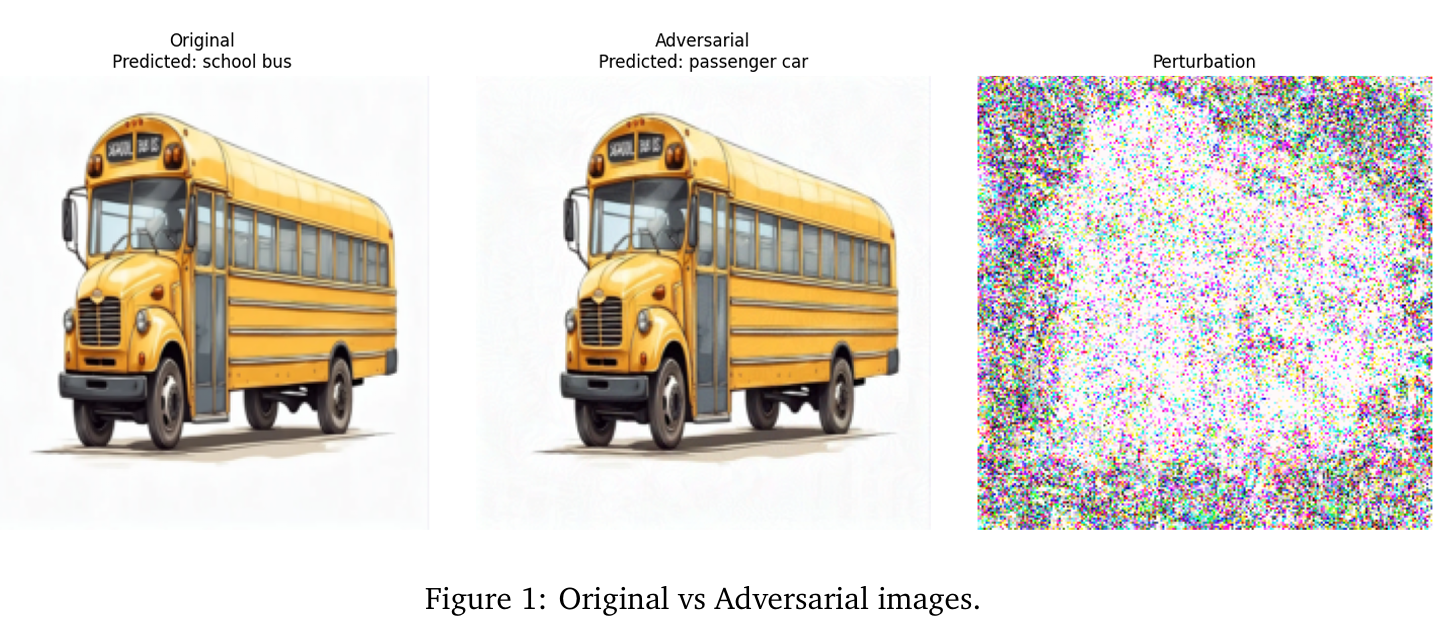 Original
Predicted: school bus
Adversarial
Predicted: passenger car
Perturbation
Figure 1: Original vs Adversarial images.